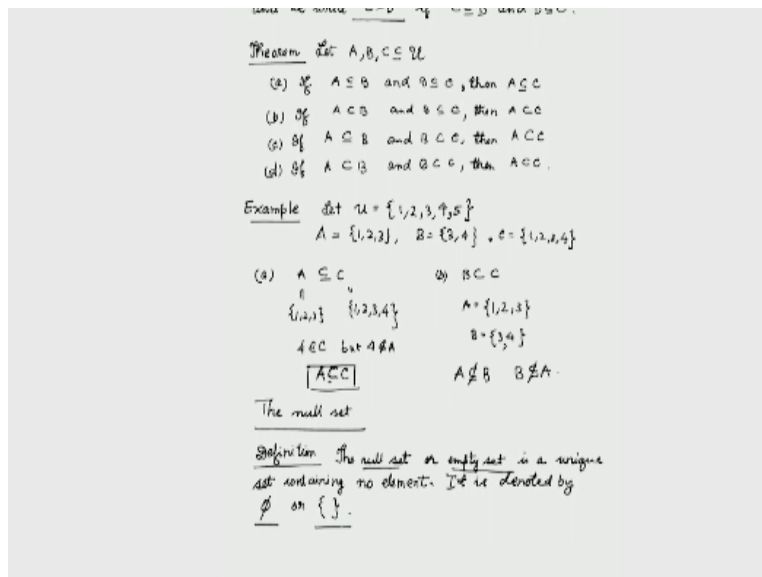 Theorem Let A, B, C ⊆ U
(a) If A ⊆ B and B ⊆ C, then A ⊆ C
(b) If A ⊂ B and B ⊆ C, then A ⊂ C
(c) If A ⊆ B and B ⊂ C, then A ⊂ C
(d) If A ⊂ B and B ⊂ C, then A ⊂ C.
Example Let U = {1,2,3,4,5}
A = {1,2,3}, B = {3,4}, C = {1,2,3,4}
(a) A ⊆ C (b) B ⊂ C
{1,2,3} {1,2,3,4} A = {1,2,3}
B = {3,4}
4 ∈ C but 4 ∉ A
A ⊂ C A ⊄ B B ⊄ A.
The null set
Definition The null set or empty set is a unique
set containing no element. It is denoted by
∅ or { }.